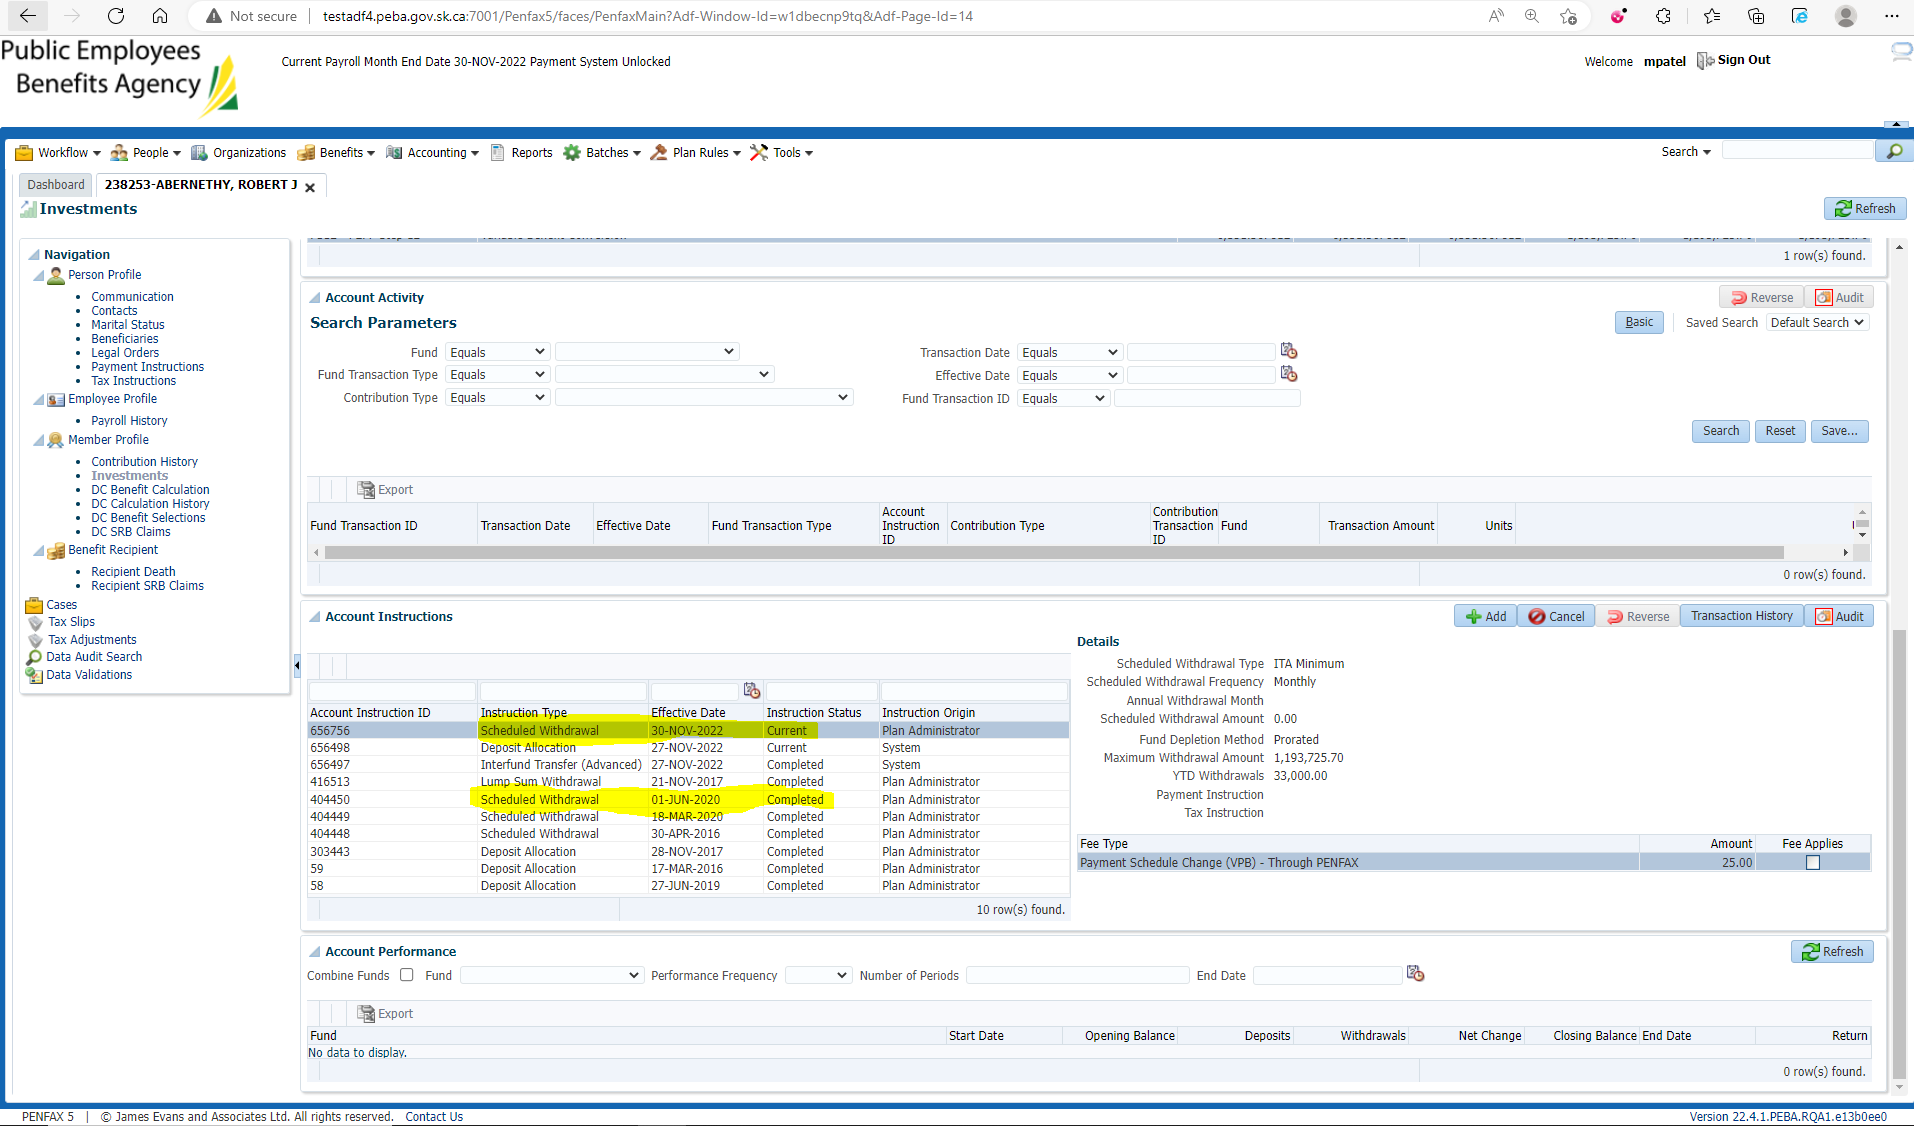 Not secure | testadf4.peba.gov.sk.ca:7001/Penfax5/faces/PenfaxMain?Adf-Window-Id=w1dbecnp9tq&Adf-Page-Id=14
Public Employees
Benefits Agency
Current Payroll Month End Date 30-NOV-2022 Payment System Unlocked
Welcome mpatel Sign Out
Workflow People Organizations Benefits Accounting Reports Batches Plan Rules Tools Search
Dashboard 238253-ABERNETHY, ROBERT J
Investments
Refresh
Navigation
Person Profile
Communication
Contacts
Marital Status
Beneficiaries
Legal Orders
Payment Instructions
Tax Instructions
Employee Profile
Payroll History
Member Profile
Contribution History
Investments
DC Benefit Calculation
DC Calculation History
DC Benefit Selections
DC SRB Claims
Benefit Recipient
Recipient Death
Recipient SRB Claims
Cases
Tax Slips
Tax Adjustments
Data Audit Search
Data Validations
1 row(s) found.
Account Activity
Reverse Audit
Search Parameters
Basic Saved Search Default Search
Fund Equals Transaction Date Equals
Fund Transaction Type Equals Effective Date Equals
Contribution Type Equals Fund Transaction ID Equals
Search Reset Save...
Export
Fund Transaction ID Transaction Date Effective Date Fund Transaction Type Account Instruction ID Contribution Type Contribution Transaction ID Fund Transaction Amount Units
0 row(s) found.
Account Instructions
Add Cancel Reverse Transaction History Audit
Account Instruction ID Instruction Type Effective Date Instruction Status Instruction Origin
656756 Scheduled Withdrawal 30-NOV-2022 Current Plan Administrator
656498 Deposit Allocation 27-NOV-2022 Current System
656497 Interfund Transfer (Advanced) 27-NOV-2022 Completed System
416513 Lump Sum Withdrawal 21-NOV-2017 Completed Plan Administrator
404450 Scheduled Withdrawal 01-JUN-2020 Completed Plan Administrator
404449 Scheduled Withdrawal 18-MAR-2020 Completed Plan Administrator
404448 Scheduled Withdrawal 30-APR-2016 Completed Plan Administrator
303443 Deposit Allocation 28-NOV-2017 Completed Plan Administrator
59 Deposit Allocation 17-MAR-2016 Completed Plan Administrator
58 Deposit Allocation 27-JUN-2019 Completed Plan Administrator
10 row(s) found.
Details
Scheduled Withdrawal Type ITA Minimum
Scheduled Withdrawal Frequency Monthly
Annual Withdrawal Month
Scheduled Withdrawal Amount 0.00
Fund Depletion Method Prorated
Maximum Withdrawal Amount 1,193,725.70
YTD Withdrawals 33,000.00
Payment Instruction
Tax Instruction
Fee Type Amount Fee Applies
Payment Schedule Change (VPB) - Through PENFAX 25.00
Account Performance
Refresh
Combine Funds Fund Performance Frequency Number of Periods End Date
Export
Fund Start Date Opening Balance Deposits Withdrawals Net Change Closing Balance End Date Return
No data to display.
0 row(s) found.
PENFAX 5 | © James Evans and Associates Ltd. All rights reserved. Contact Us
Version 22.4.1.PEBA.RQA1.e13b0ee0